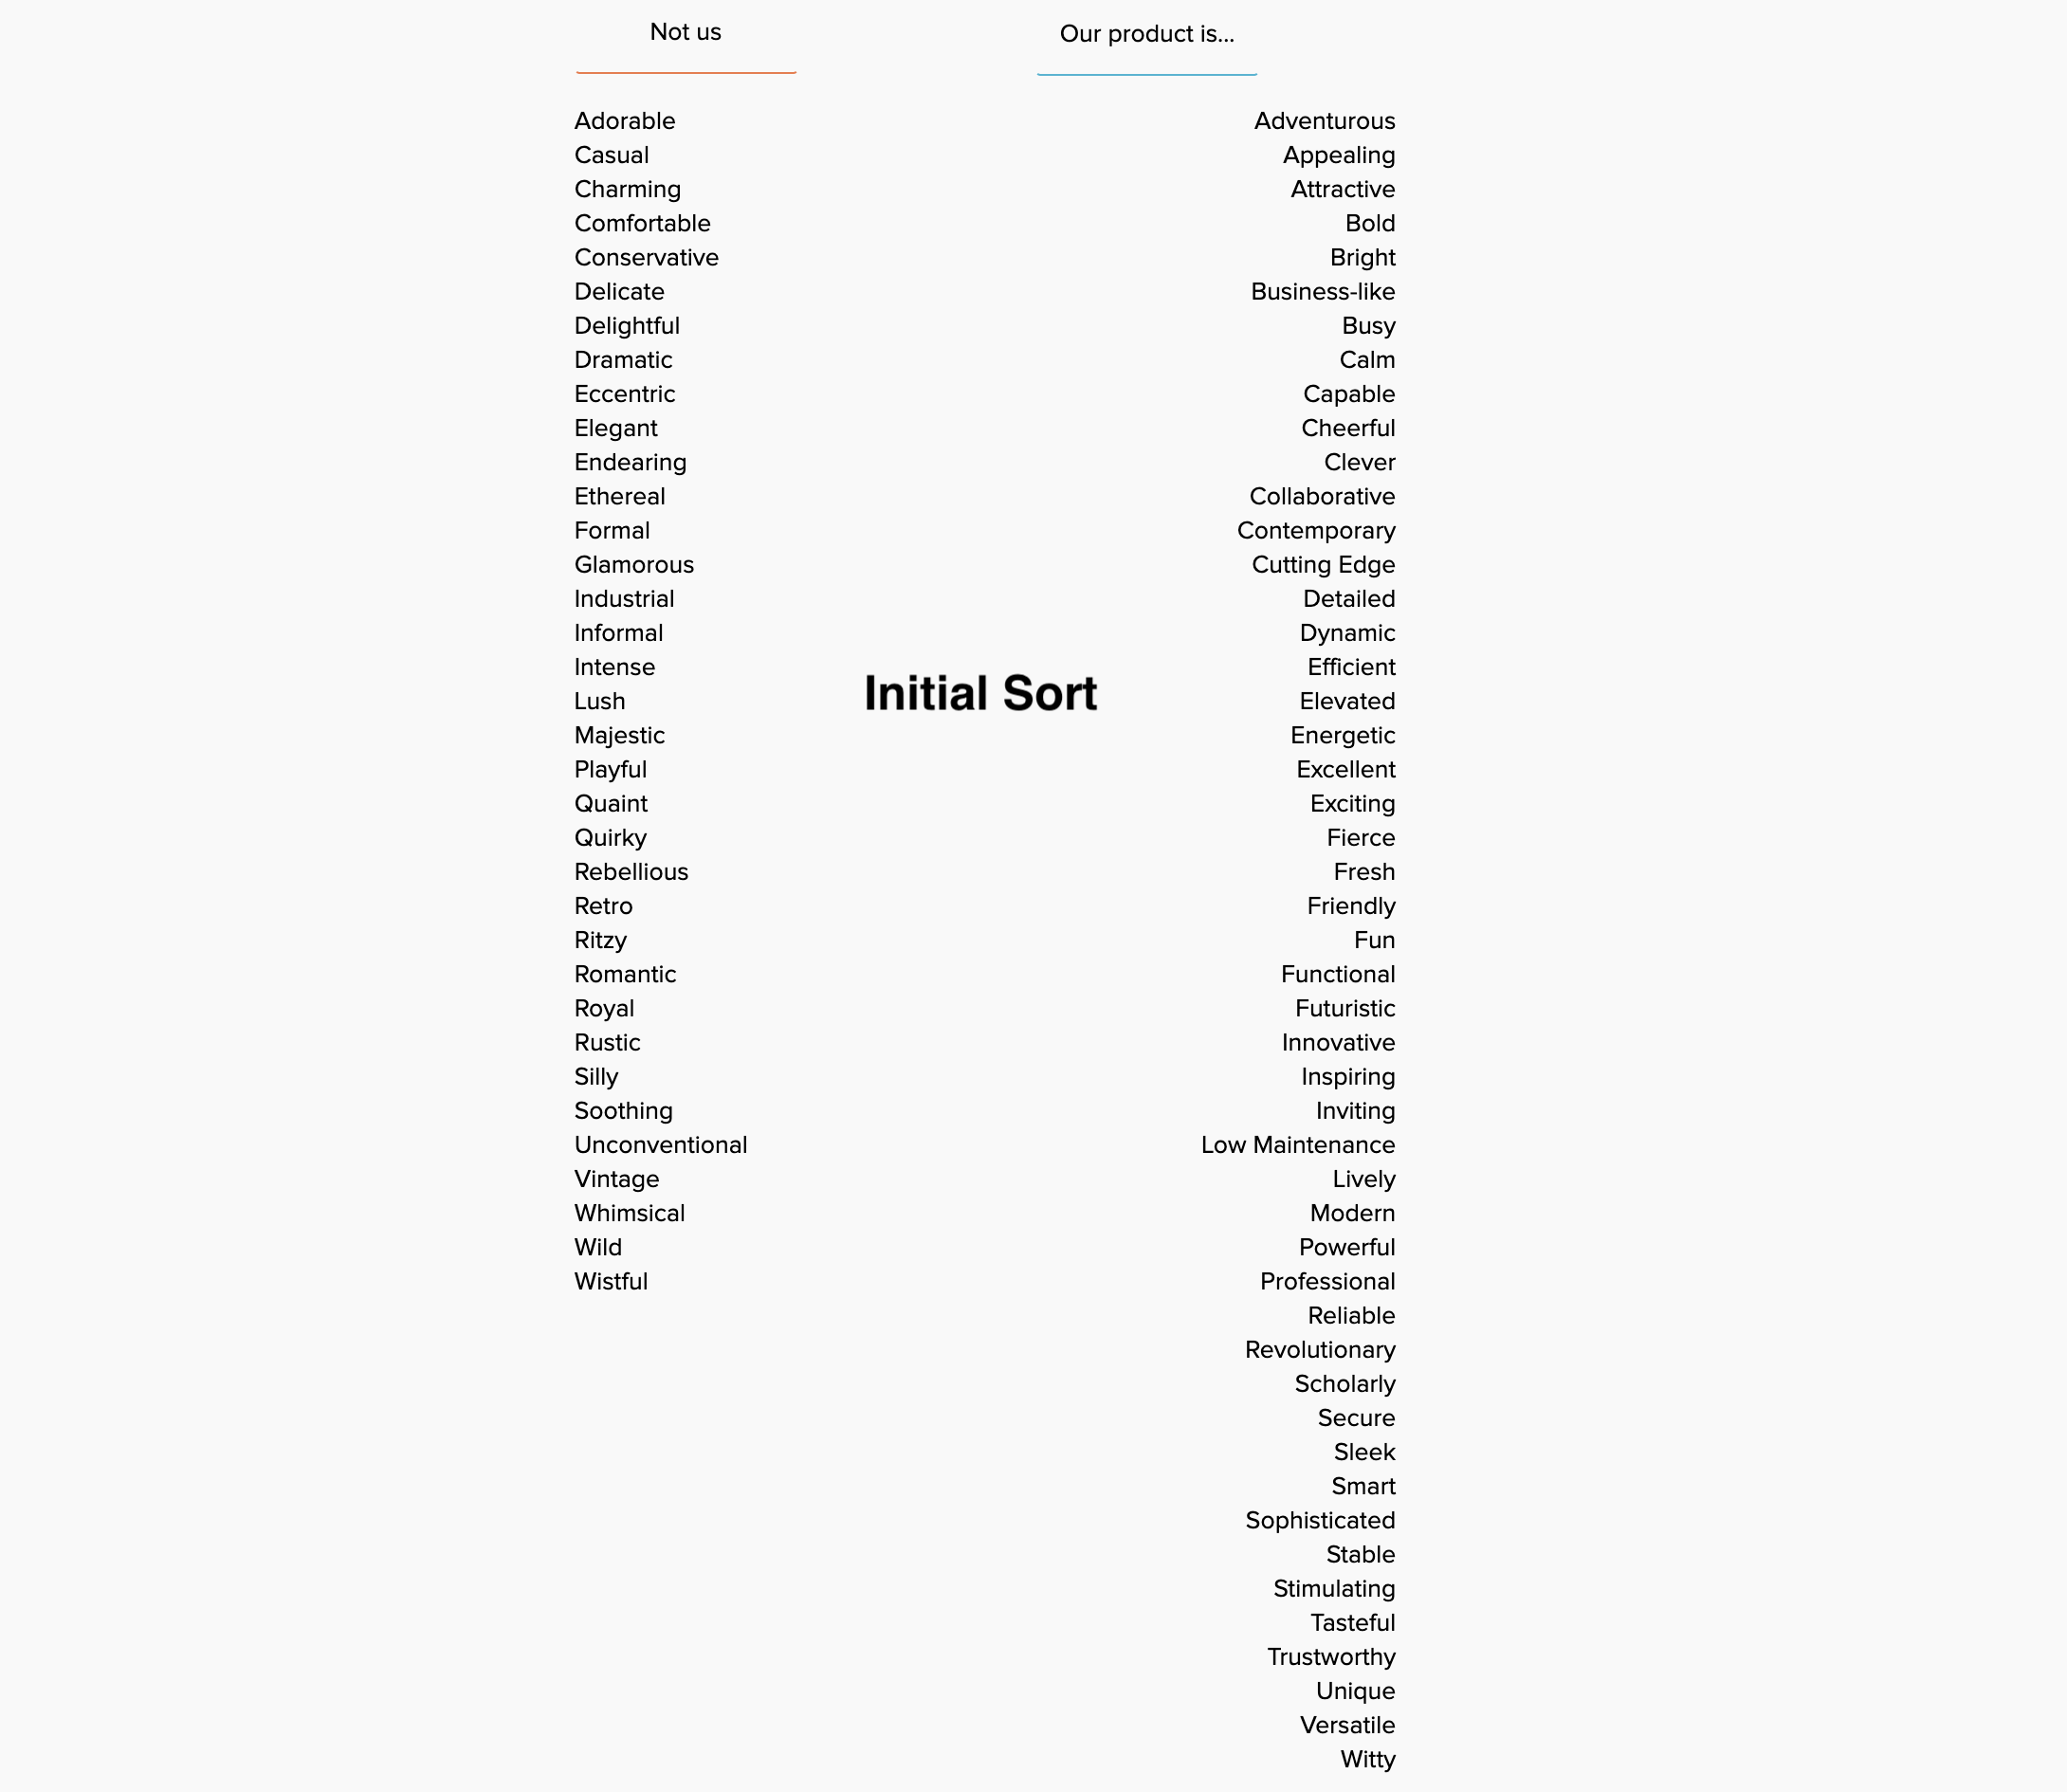 Not us
Our product is...
Adorable
Casual
Charming
Comfortable
Conservative
Delicate
Delightful
Dramatic
Eccentric
Elegant
Endearing
Ethereal
Formal
Glamorous
Industrial
Informal
Intense
Lush
Majestic
Playful
Quaint
Quirky
Rebellious
Retro
Ritzy
Romantic
Royal
Rustic
Silly
Soothing
Unconventional
Vintage
Whimsical
Wild
Wistful
Initial Sort
Adventurous
Appealing
Attractive
Bold
Bright
Business-like
Busy
Calm
Capable
Cheerful
Clever
Collaborative
Contemporary
Cutting Edge
Detailed
Dynamic
Efficient
Elevated
Energetic
Excellent
Exciting
Fierce
Fresh
Friendly
Fun
Functional
Futuristic
Innovative
Inspiring
Inviting
Low Maintenance
Lively
Modern
Powerful
Professional
Reliable
Revolutionary
Scholarly
Secure
Sleek
Smart
Sophisticated
Stable
Stimulating
Tasteful
Trustworthy
Unique
Versatile
Witty